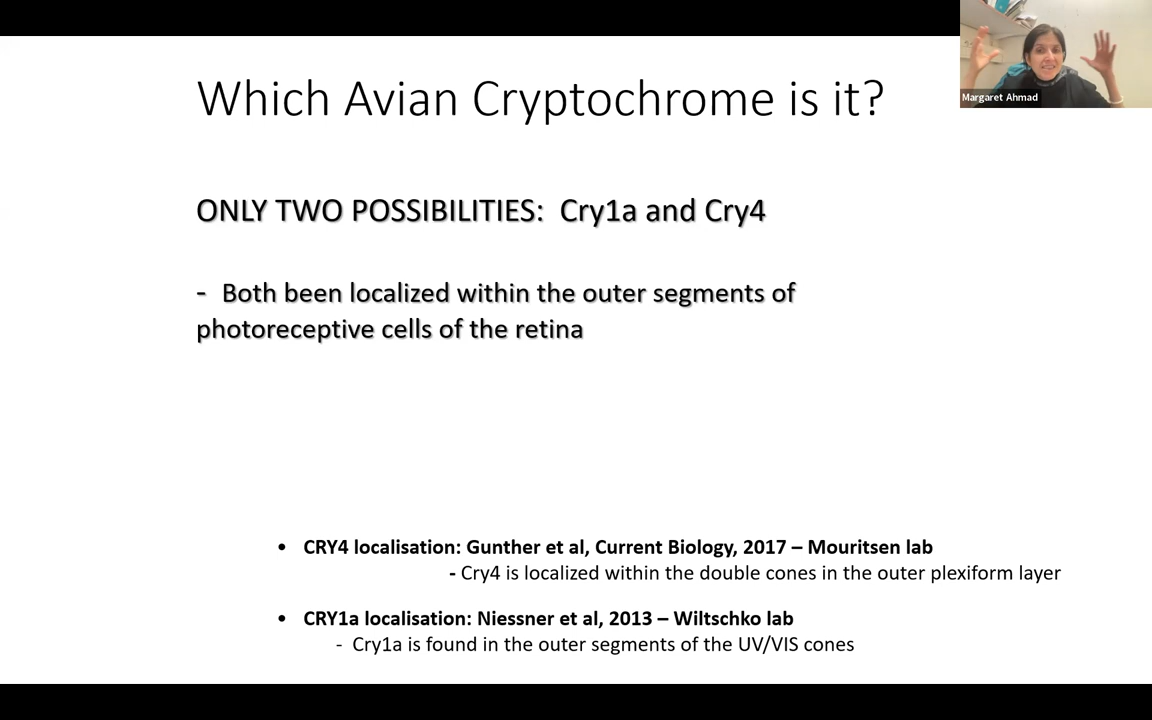 Which Avian Cryptochrome is it?
Margaret Ahmad
ONLY TWO POSSIBILITIES: Cry1a and Cry4
- Both been localized within the outer segments of
photoreceptive cells of the retina
• CRY4 localisation: Gunther et al, Current Biology, 2017 – Mouritsen lab
- Cry4 is localized within the double cones in the outer plexiform layer
• CRY1a localisation: Niessner et al, 2013 – Wiltschko lab
- Cry1a is found in the outer segments of the UV/VIS cones